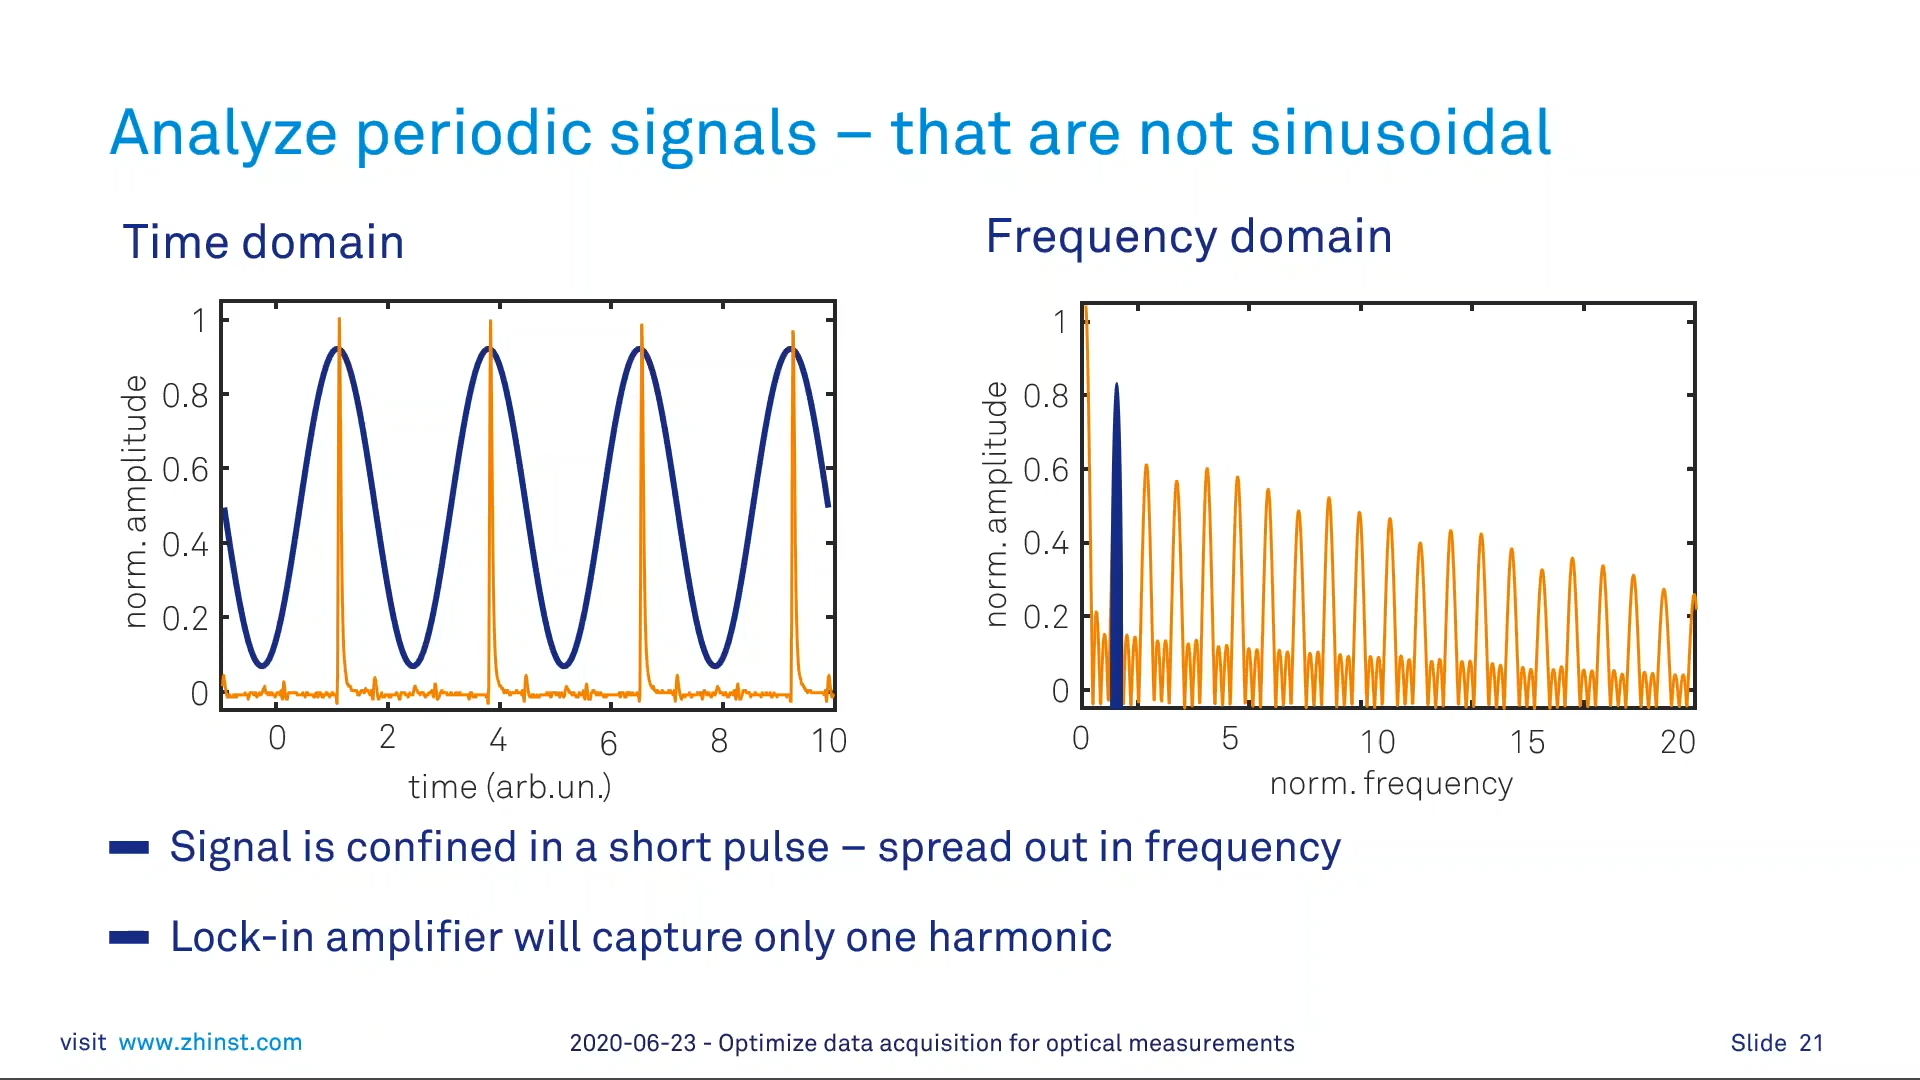 Analyze periodic signals – that are not sinusoidal
Time domain
1
0.8
0.6
0.4
0.2
0
norm. amplitude
0 2 4 6 8 10
time (arb.un.)
Frequency domain
1
0.8
0.6
0.4
0.2
0
norm. amplitude
0 5 10 15 20
norm. frequency
Signal is confined in a short pulse – spread out in frequency
Lock-in amplifier will capture only one harmonic
visit www.zhinst.com
2020-06-23 - Optimize data acquisition for optical measurements
Slide 21